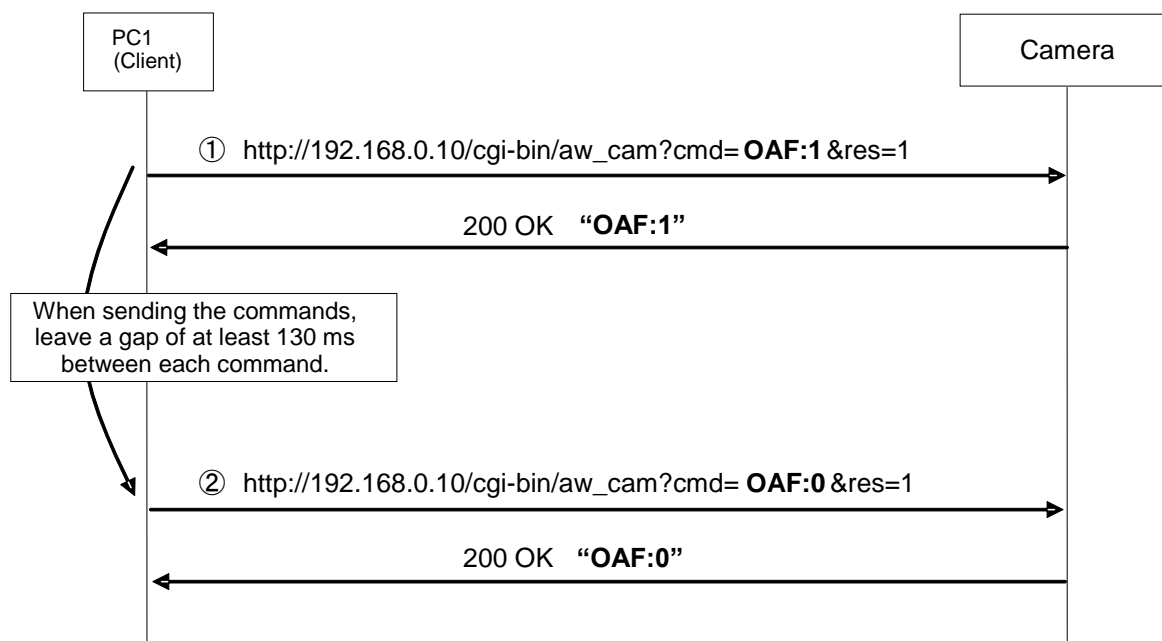 PC1
(Client)
Camera
① http://192.168.0.10/cgi-bin/aw_cam?cmd= OAF:1 &res=1
200 OK “OAF:1”
When sending the commands,
leave a gap of at least 130 ms
between each command.
② http://192.168.0.10/cgi-bin/aw_cam?cmd= OAF:0 &res=1
200 OK “OAF:0”